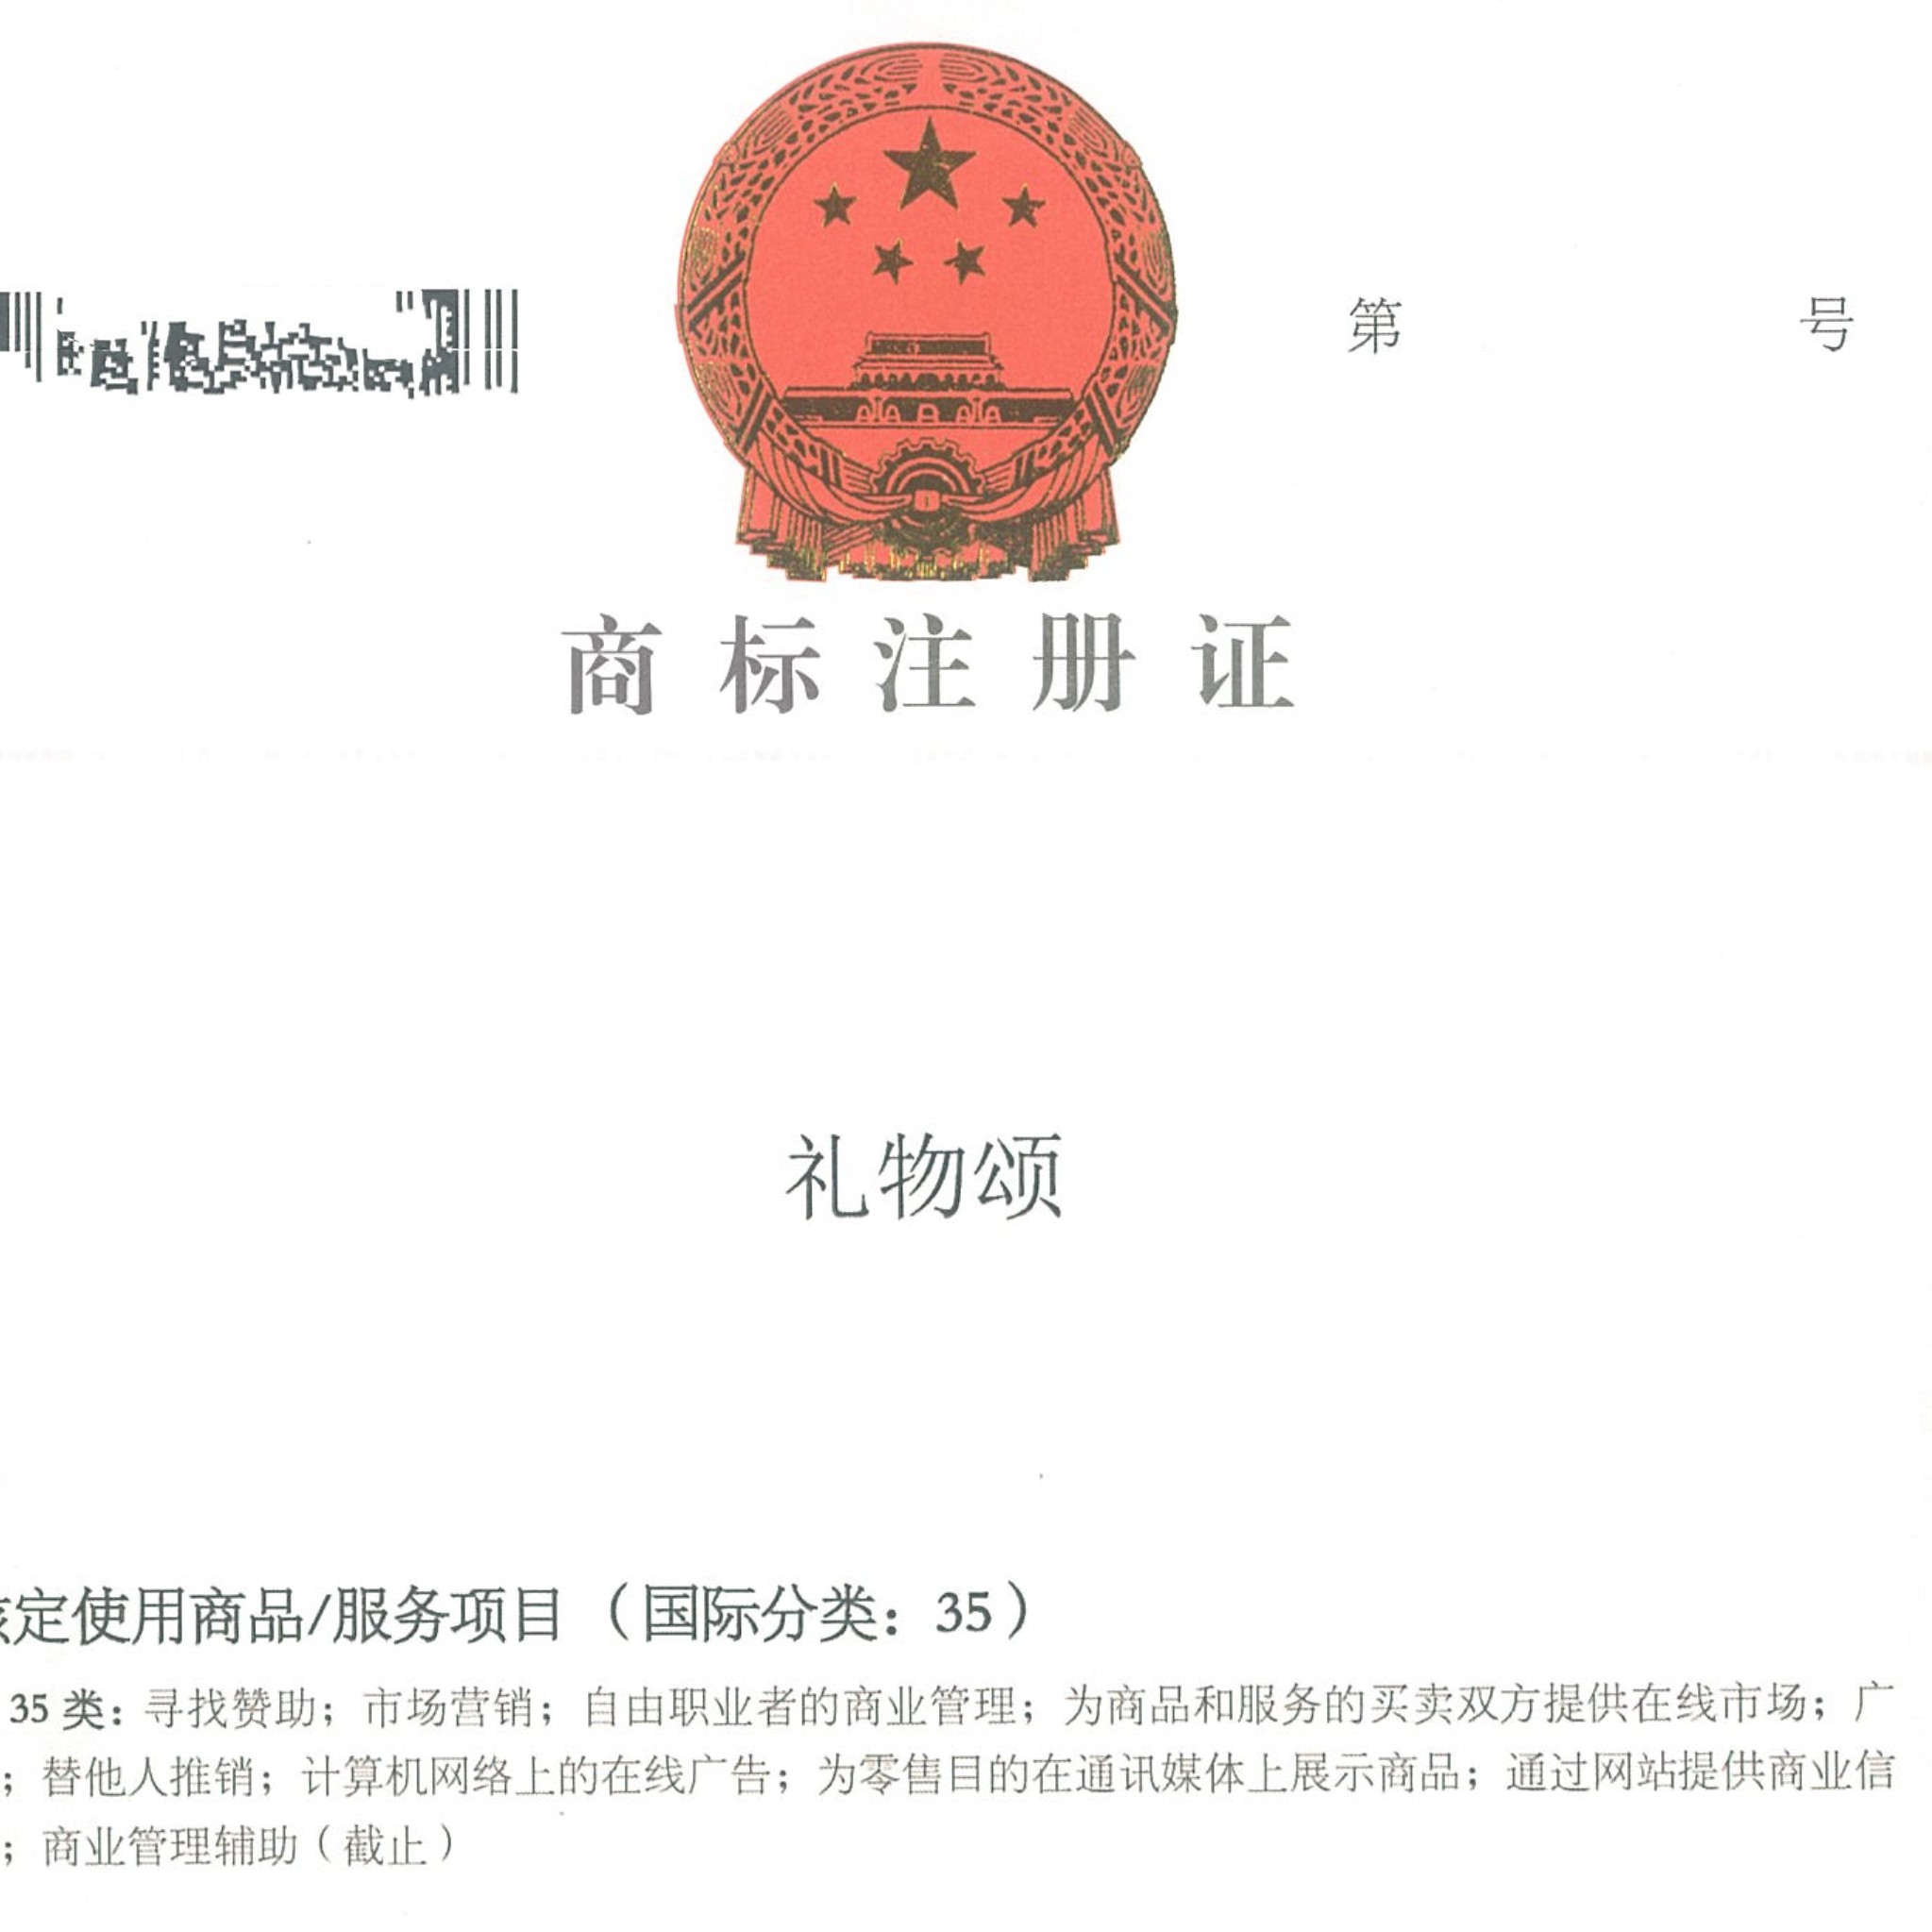 第 号
商标注册证
礼物颂
定使用商品/服务项目（国际分类：35）
35 类：寻找赞助；市场营销；自由职业者的商业管理；为商品和服务的买卖双方提供在线市场；广
；替他人推销；计算机网络上的在线广告；为零售目的在通讯媒体上展示商品；通过网站提供商业信
；商业管理辅助（截止）